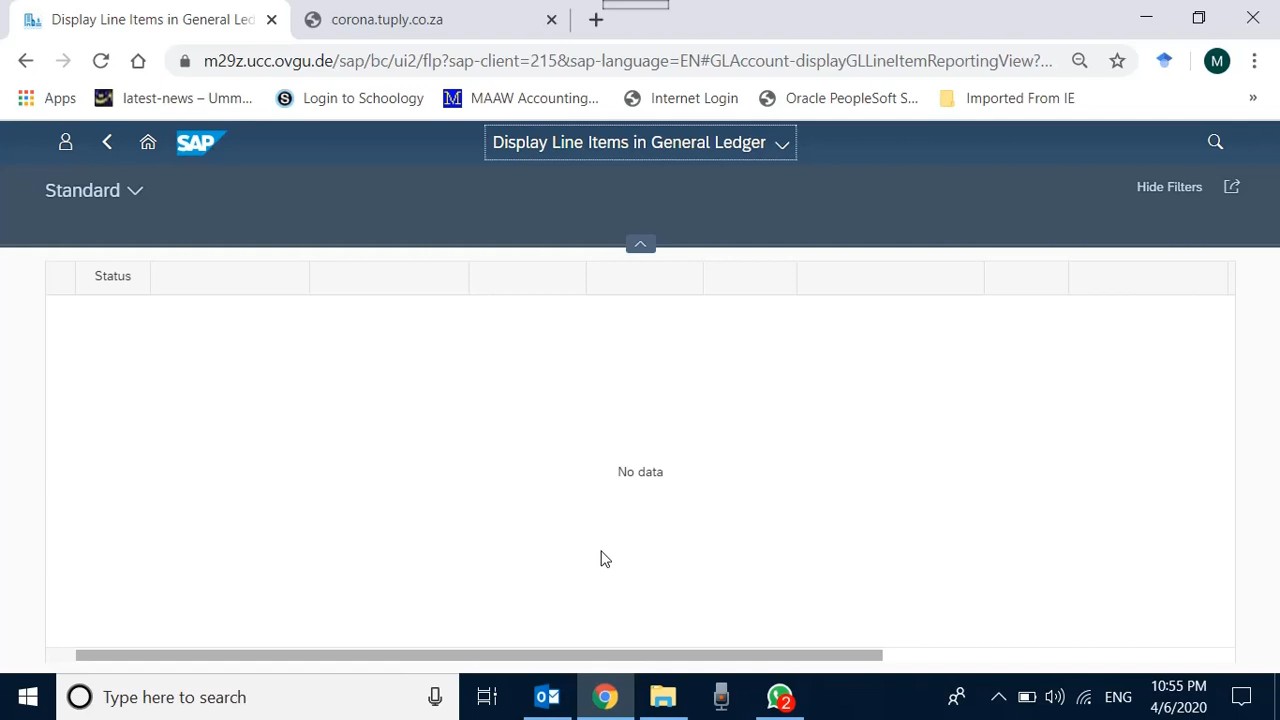 Display Line Items in General Led
corona.tuply.co.za
m29z.ucc.ovgu.de/sap/bc/ui2/flp?sap-client=215&sap-language=EN#GLAccount-displayGLLineItemReportingView?...
M
Apps
latest-news – Umm...
S
Login to Schoology
M
MAAW Accounting...
Internet Login
Oracle PeopleSoft S...
Imported From IE
»
SAP
Display Line Items in General Ledger
Standard
Hide Filters
Status
No data
Type here to search
2
ENG
10:55 PM
4/6/2020